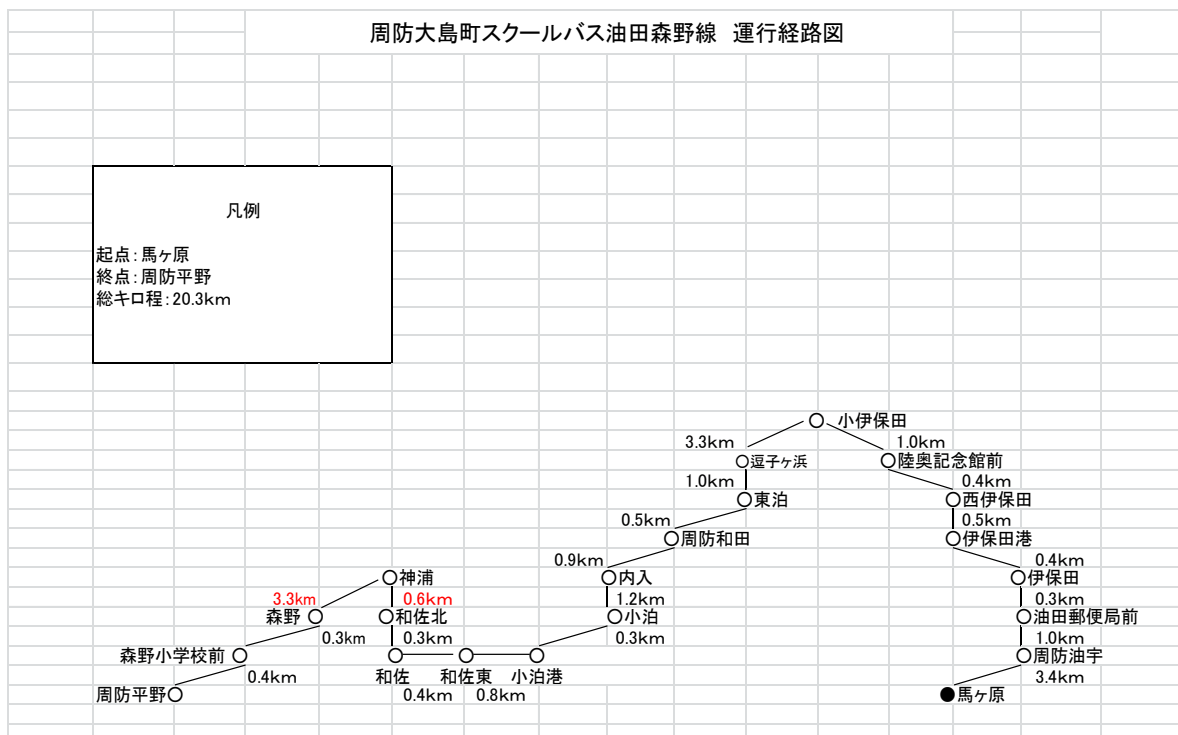 周防大島町スクールバス油田森野線 運行経路図
凡例
起点:馬ヶ原
終点:周防平野
総キロ程:20.3km
小伊保田
3.3km
1.0km
逗子ヶ浜
陸奥記念館前
1.0km
0.4km
東泊
西伊保田
0.5km
0.5km
周防和田
伊保田港
0.9km
0.4km
神浦
内入
伊保田
3.3km
0.6km
1.2km
0.3km
森野
和佐北
小泊
油田郵便局前
0.3km
0.3km
0.3km
1.0km
森野小学校前
周防油宇
0.4km
和佐
和佐東
小泊港
3.4km
周防平野
0.4km
0.8km
馬ヶ原